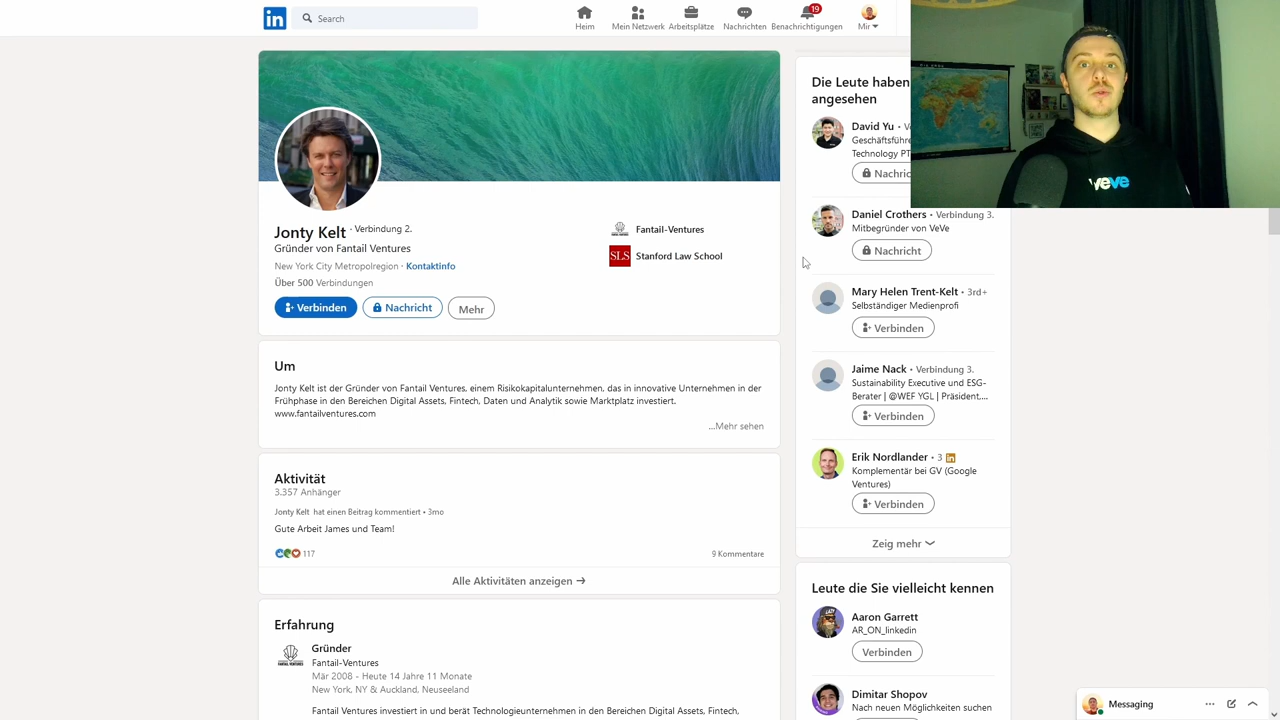 Search
Heim
Mein Netzwerk
Arbeitsplätze
Nachrichten
19
Benachrichtigungen
Mir
Jonty Kelt · Verbindung 2.
Gründer von Fantail Ventures
New York City Metropolregion · Kontaktinfo
Über 500 Verbindungen
Verbinden
Nachricht
Mehr
Fantail-Ventures
SLS
Stanford Law School
Um
Jonty Kelt ist der Gründer von Fantail Ventures, einem Risikokapitalunternehmen, das in innovative Unternehmen in der
Frühphase in den Bereichen Digital Assets, Fintech, Daten und Analytik sowie Marktplatz investiert.
www.fantailventures.com
...Mehr sehen
Aktivität
3.357 Anhänger
Jonty Kelt hat einen Beitrag kommentiert • 3mo
Gute Arbeit James und Team!
117
9 Kommentare
Alle Aktivitäten anzeigen →
Erfahrung
Gründer
Fantail-Ventures
Mär 2008 - Heute 14 Jahre 11 Monate
New York, NY & Auckland, Neuseeland
Fantail Ventures investiert in und berät Technologieunternehmen in den Bereichen Digital Assets, Fintech,
Die Leute haben
angesehen
David Yu •
Geschäftsführe
Technology PT
Nachric
Daniel Crothers • Verbindung 3.
Mitbegründer von VeVe
Nachricht
Mary Helen Trent-Kelt • 3rd+
Selbständiger Medienprofi
Verbinden
Jaime Nack • Verbindung 3.
Sustainability Executive und ESG-
Berater | @WEF YGL | Präsident,...
Verbinden
Erik Nordlander • 3 in
Komplementär bei GV (Google
Ventures)
Verbinden
Zeig mehr
Leute die Sie vielleicht kennen
Aaron Garrett
AR_ON_linkedin
Verbinden
Dimitar Shopov
Nach neuen Möglichkeiten suchen
veve
Messaging
in